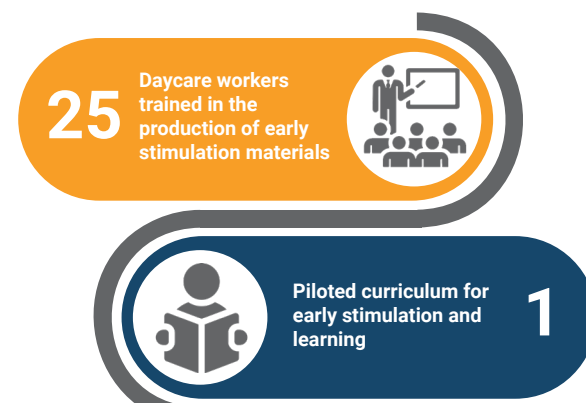 25
Daycare workers
trained in the
production of early
stimulation materials
Piloted curriculum for
early stimulation and
learning
1